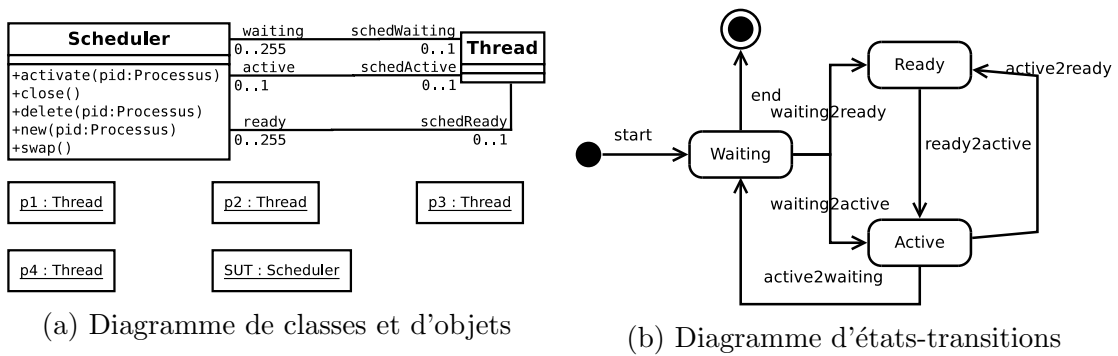 Scheduler
+activate(pid:Processus)
+close()
+delete(pid:Processus)
+new(pid:Processus)
+swap()
waiting schedWaiting
0..255 0..1
active schedActive
0..1 0..1
ready schedReady
0..255 0..1
Thread
p1 : Thread
p2 : Thread
p3 : Thread
p4 : Thread
SUT : Scheduler
(a) Diagramme de classes et d'objets
start
Waiting
end
waiting2ready
Ready
active2ready
ready2active
waiting2active
Active
active2waiting
(b) Diagramme d'états-transitions